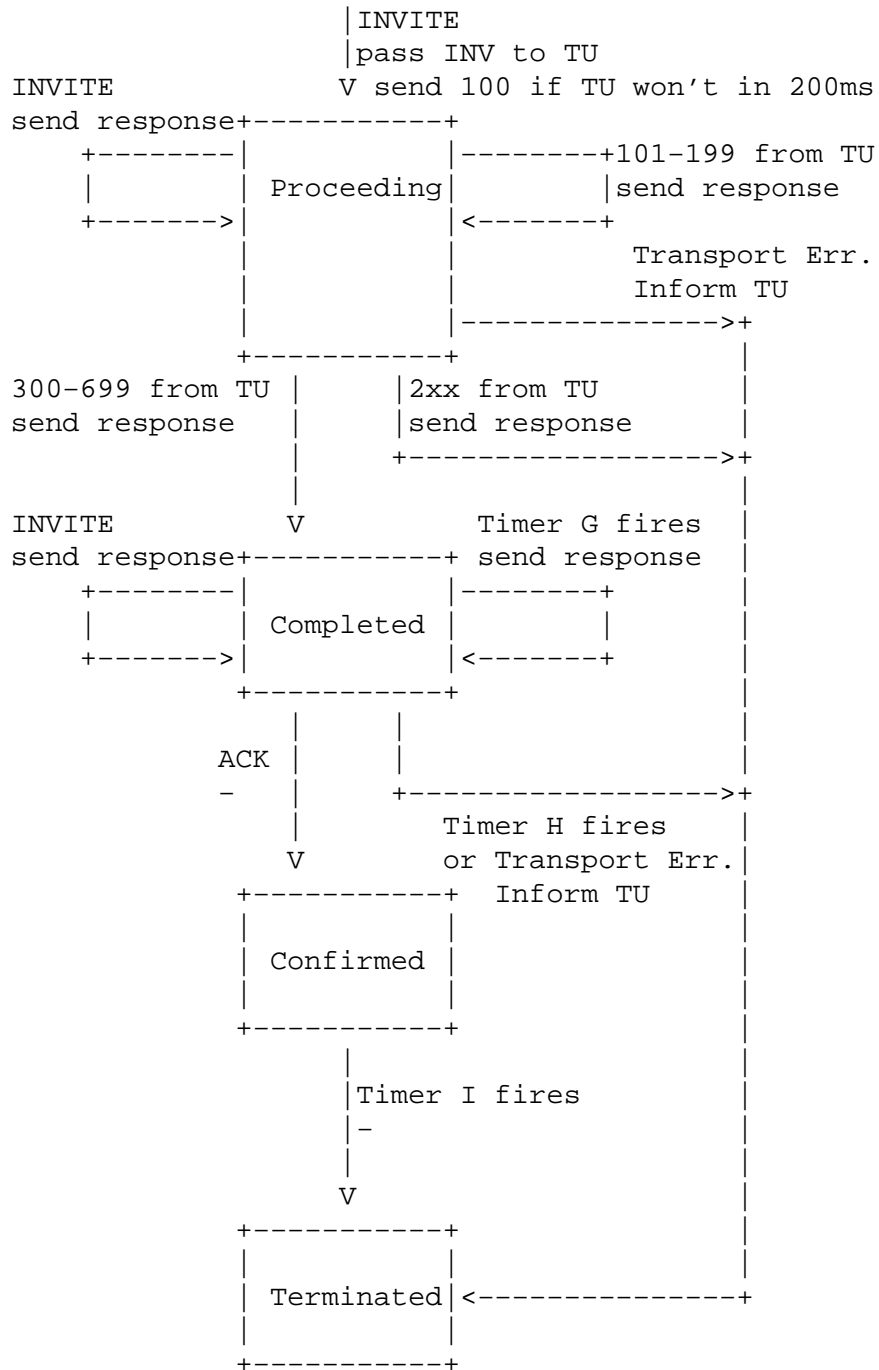 |INVITE
|pass INV to TU
INVITE V send 100 if TU won't in 200ms
send response+-----------+
+--------| |--------+101-199 from TU
| | Proceeding| |send response
+------->| |<-------+
| | Transport Err.
| | Inform TU
| |--------------->+
+-----------+ |
300-699 from TU | |2xx from TU |
send response | |send response |
| +------------------>+
| |
INVITE V Timer G fires |
send response+-----------+ send response |
+--------| |--------+ |
| | Completed | | |
+------->| |<-------+ |
+-----------+ |
| | |
ACK | | |
- | +------------------>+
| Timer H fires |
V or Transport Err.|
+-----------+ Inform TU |
| | |
| Confirmed | |
| | |
+-----------+ |
| |
|Timer I fires |
|- |
| |
V |
+-----------+ |
| | |
| Terminated|<---------------+
| |
+-----------+